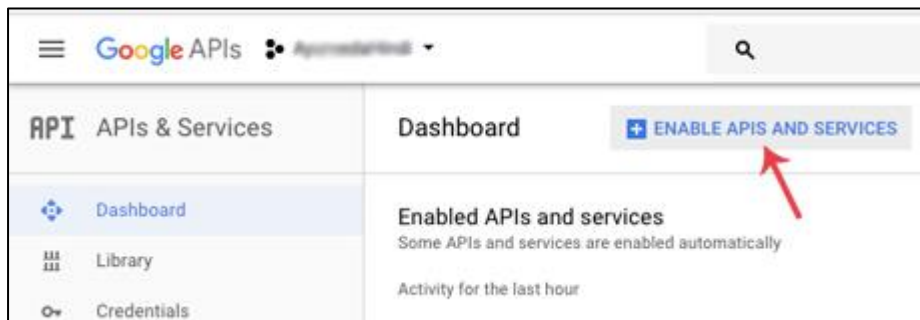 Google APIs
API APIs & Services
Dashboard
ENABLE APIS AND SERVICES
Dashboard
Library
Credentials
Enabled APIs and services
Some APIs and services are enabled automatically
Activity for the last hour